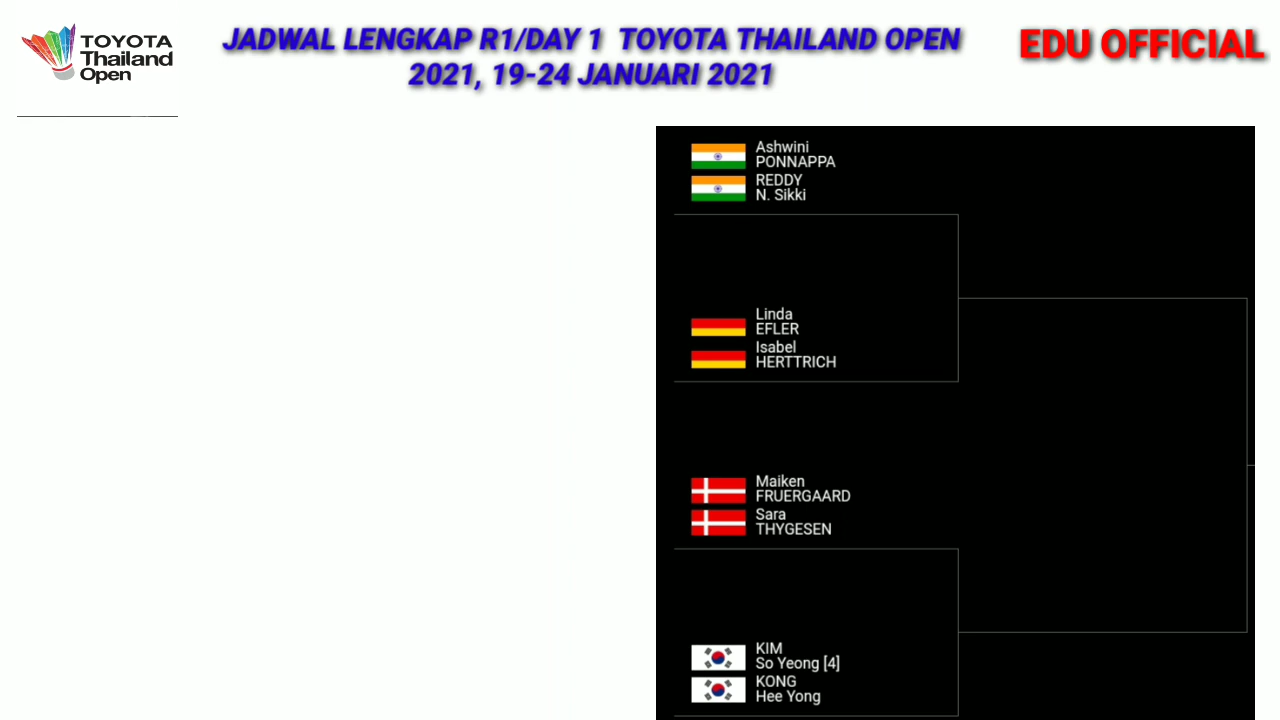 TOYOTA
Thailand
Open
JADWAL LENGKAP R1/DAY 1 TOYOTA THAILAND OPEN
2021, 19-24 JANUARI 2021
EDU OFFICIAL
Ashwini
PONNAPPA
REDDY
N. Sikki
Linda
EFLER
Isabel
HERTTRICH
Maiken
FRUERGAARD
Sara
THYGESEN
KIM
So Yeong [4]
KONG
Hee Yong